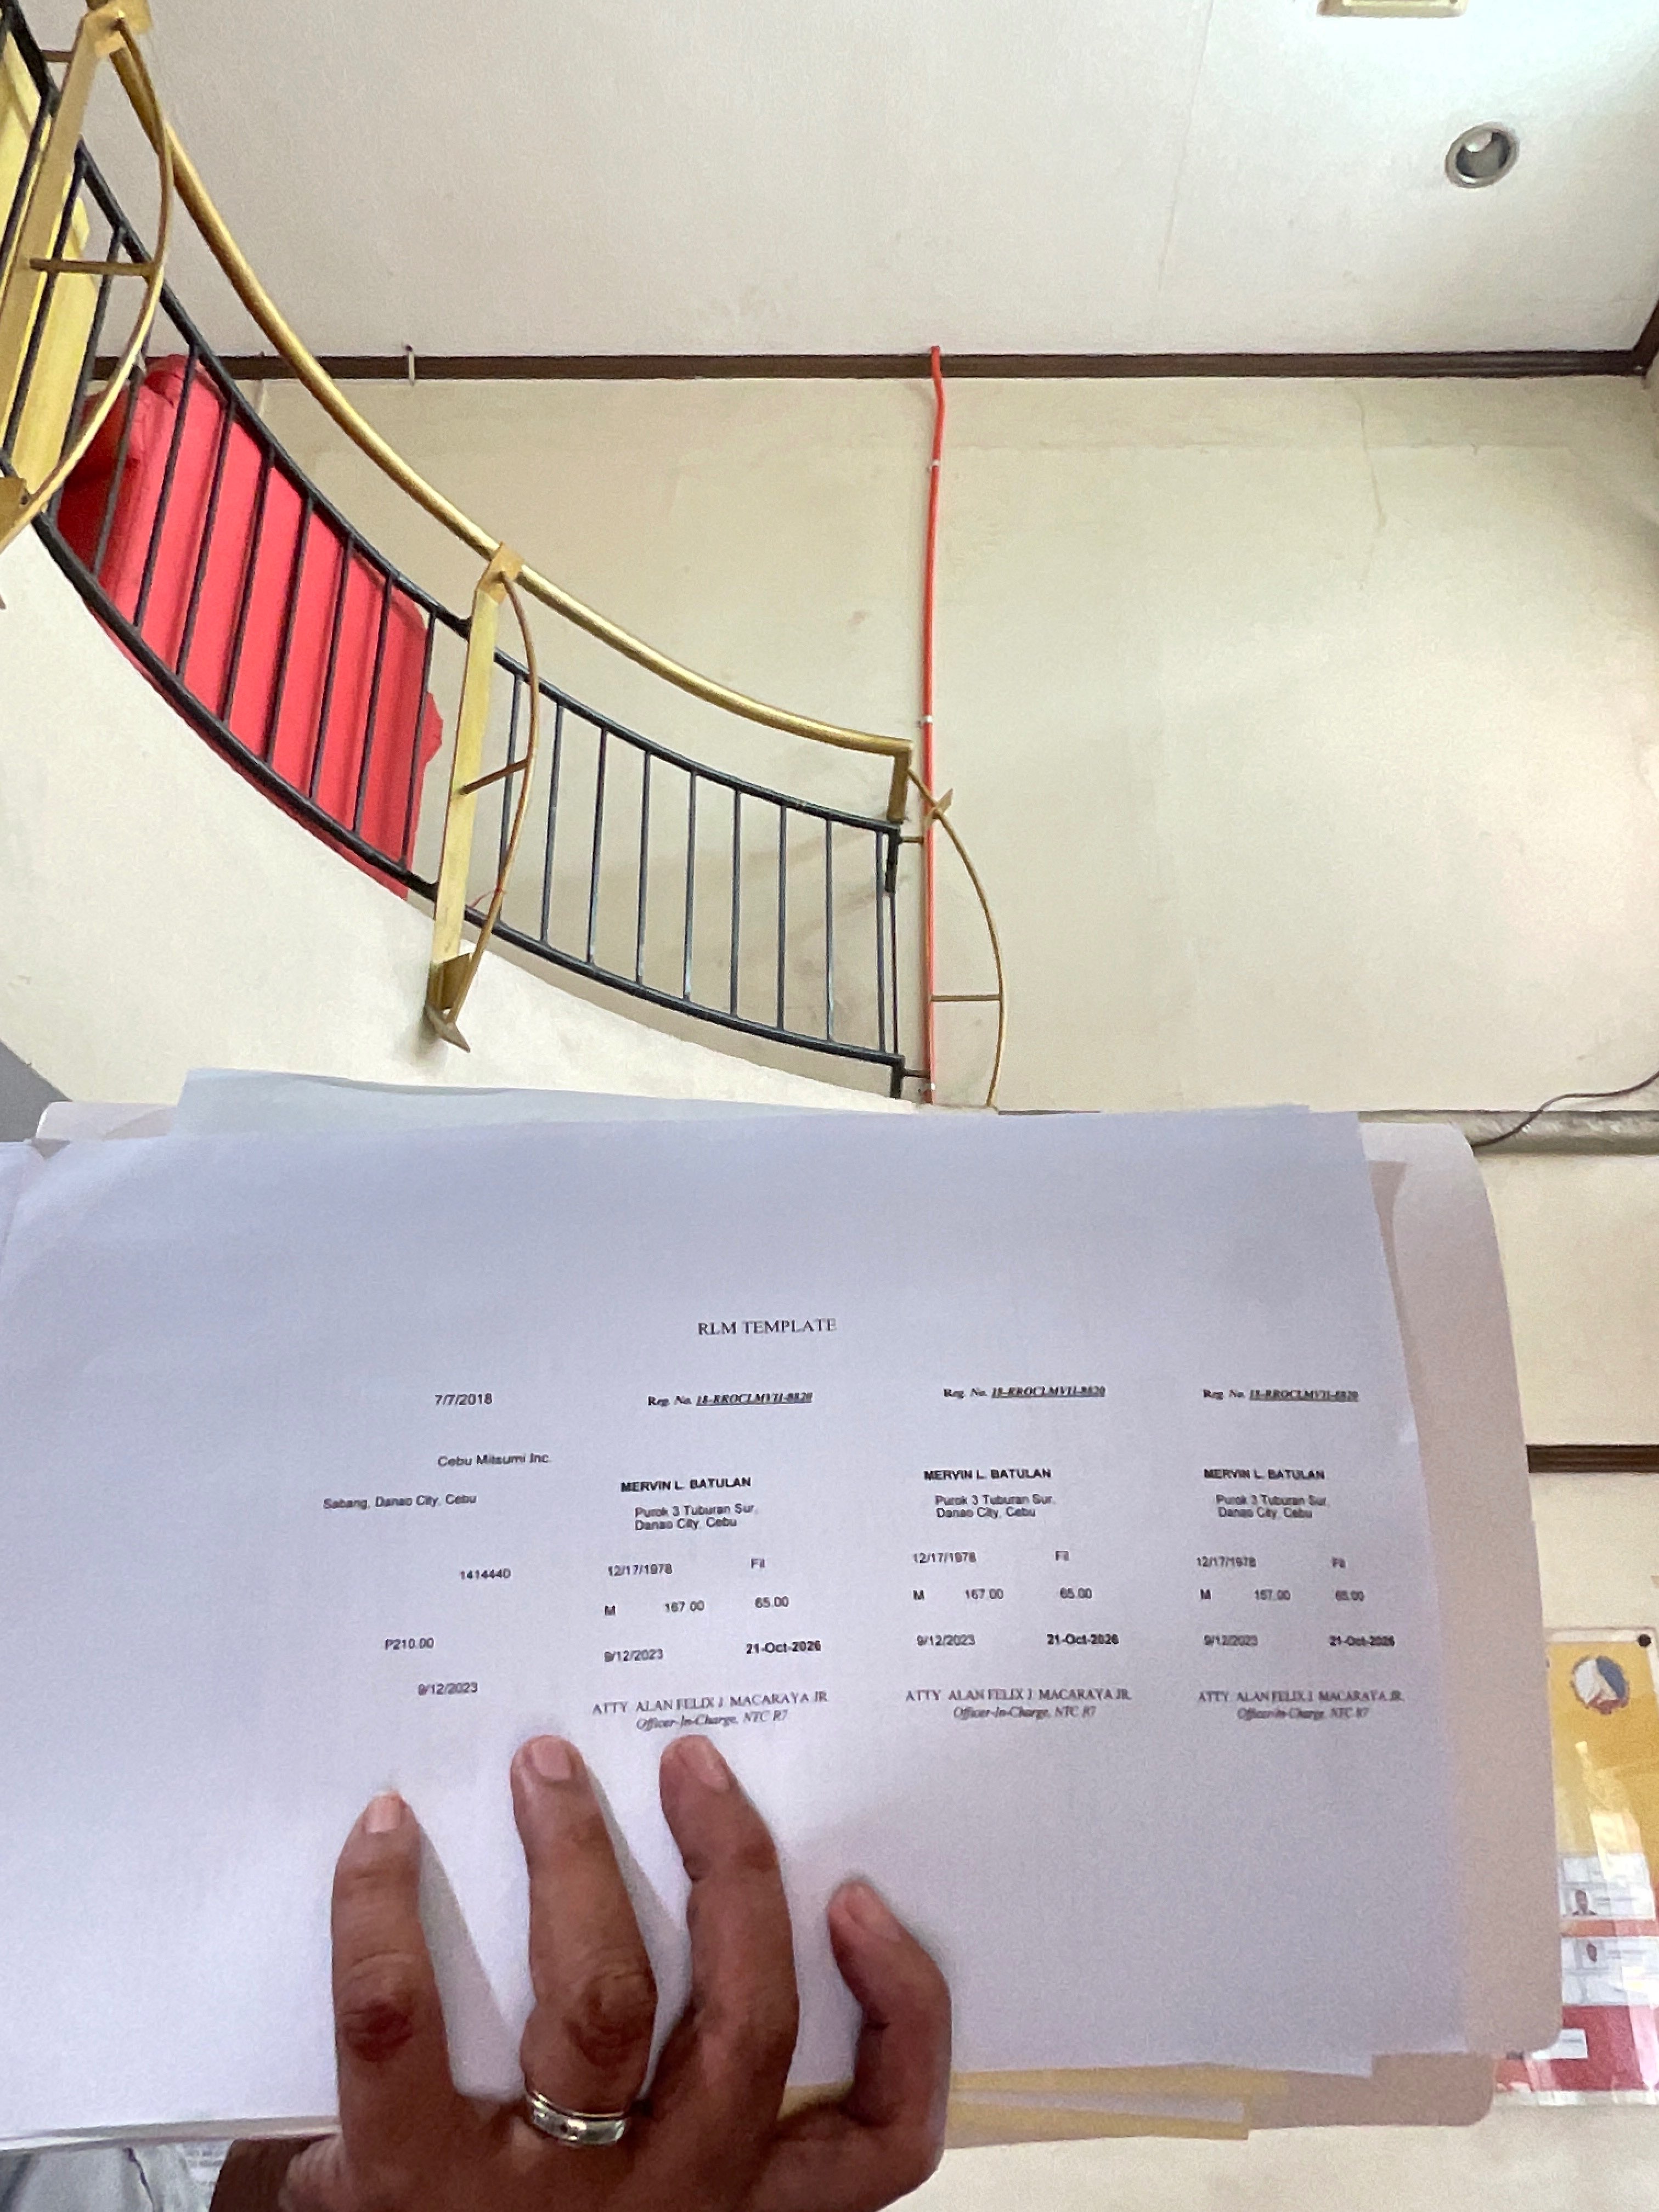 RLM TEMPLATE
7/7/2018
Cebu Mitsumi Inc.
Sabang, Danao City, Cebu
1414440
P210.00
9/12/2023
Reg. No. 18-RROCLMVII-8820
MERVIN L. BATULAN
Purok 3 Tuburan Sur,
Danao City, Cebu
12/17/1978 Fil
M 167.00 65.00
9/12/2023 21-Oct-2026
ATTY. ALAN FELIX J. MACARAYA JR.
Officer-In-Charge, NTC R7
Reg. No. 18-RROCLMVII-8820
MERVIN L. BATULAN
Purok 3 Tuburan Sur,
Danao City, Cebu
12/17/1978 Fil
M 167.00 65.00
9/12/2023 21-Oct-2026
ATTY. ALAN FELIX J. MACARAYA JR.
Officer-In-Charge, NTC R7
Reg. No. 18-RROCLMVII-8820
MERVIN L. BATULAN
Purok 3 Tuburan Sur,
Danao City, Cebu
12/17/1978 Fil
M 167.00 65.00
9/12/2023 21-Oct-2026
ATTY. ALAN FELIX J. MACARAYA JR.
Officer-In-Charge, NTC R7